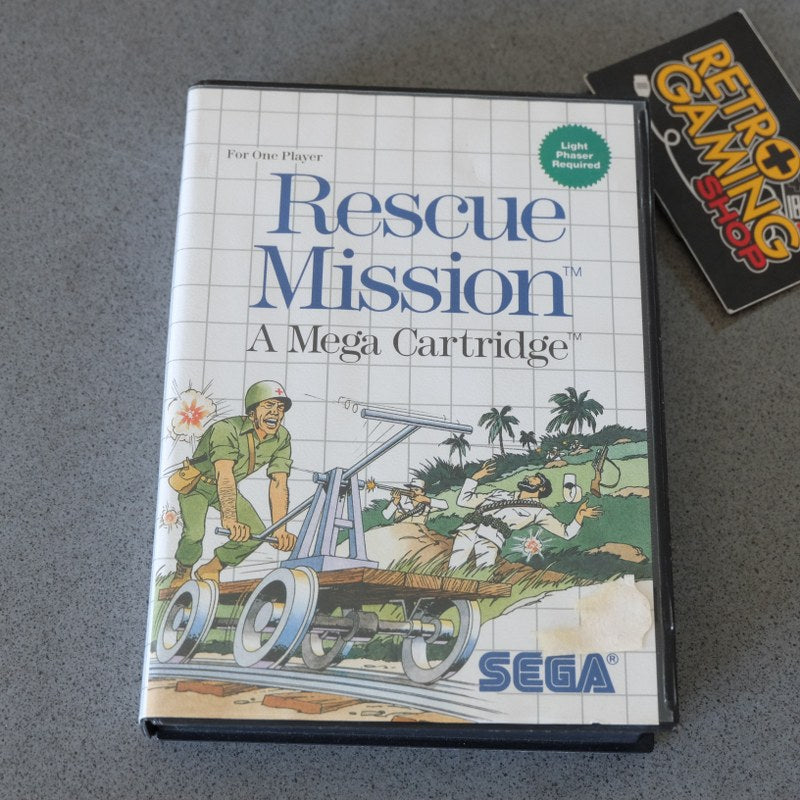 For One Player
Light
Phaser
Required
Rescue
Mission™
A Mega Cartridge™
SEGA®
RETRO
GAMING
SHOP